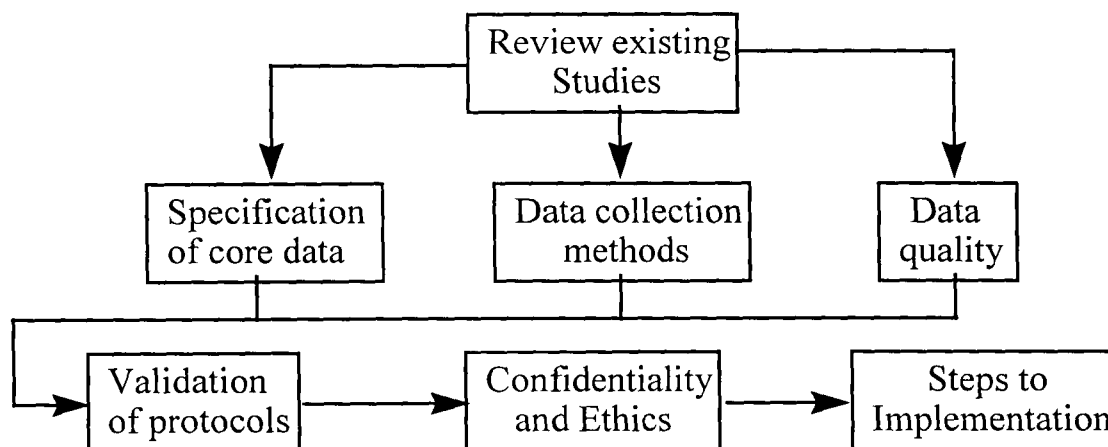 Review existing
Studies
Specification
of core data
Data collection
methods
Data
quality
Validation
of protocols
Confidentiality
and Ethics
Steps to
Implementation